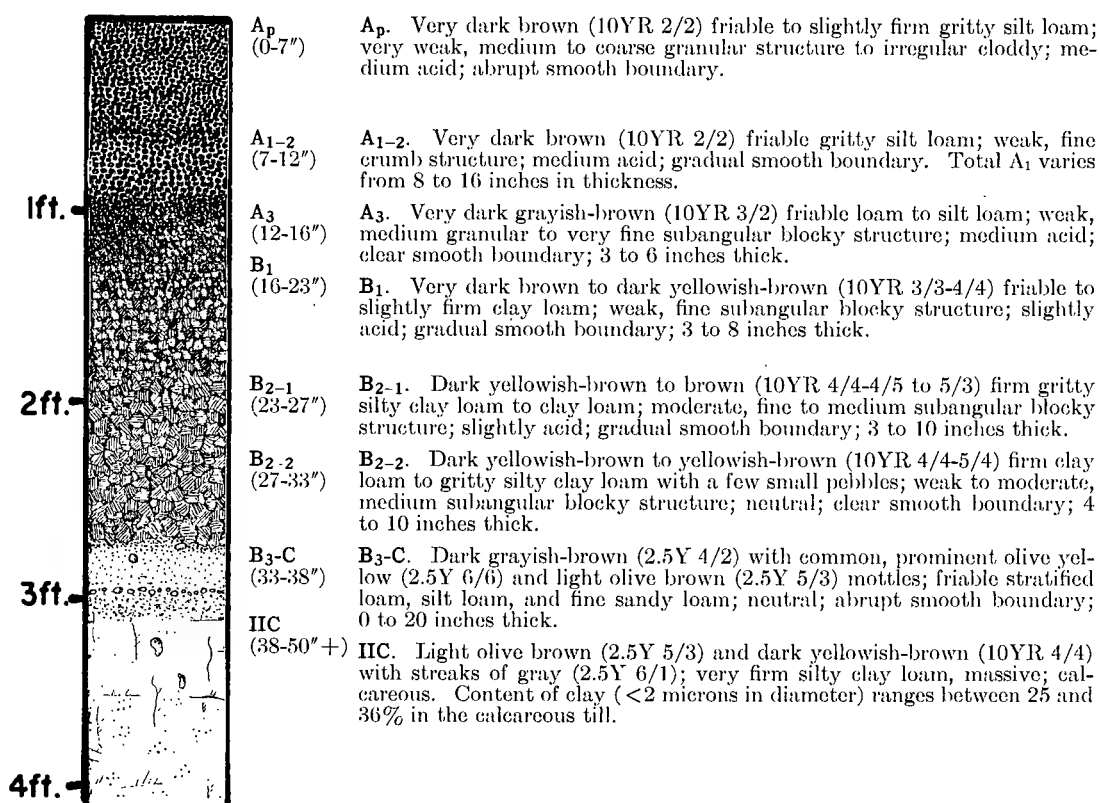 Ap
(0-7″)
Ap. Very dark brown (10YR 2/2) friable to slightly firm gritty silt loam;
very weak, medium to coarse granular structure to irregular cloddy; me-
dium acid; abrupt smooth boundary.
A1–2
(7-12″)
A1–2. Very dark brown (10YR 2/2) friable gritty silt loam; weak, fine
crumb structure; medium acid; gradual smooth boundary. Total A1 varies
from 8 to 16 inches in thickness.
1ft.
A3
(12-16″)
A3. Very dark grayish-brown (10YR 3/2) friable loam to silt loam; weak,
medium granular to very fine subangular blocky structure; medium acid;
clear smooth boundary; 3 to 6 inches thick.
B1
(16-23″)
B1. Very dark brown to dark yellowish-brown (10YR 3/3-4/4) friable to
slightly firm clay loam; weak, fine subangular blocky structure; slightly
acid; gradual smooth boundary; 3 to 8 inches thick.
2ft.
B2–1
(23-27″)
B2–1. Dark yellowish-brown to brown (10YR 4/4-4/5 to 5/3) firm gritty
silty clay loam to clay loam; moderate, fine to medium subangular blocky
structure; slightly acid; gradual smooth boundary; 3 to 10 inches thick.
B2–2
(27-33″)
B2–2. Dark yellowish-brown to yellowish-brown (10YR 4/4-5/4) firm clay
loam to gritty silty clay loam with a few small pebbles; weak to moderate,
medium subangular blocky structure; neutral; clear smooth boundary; 4
to 10 inches thick.
3ft.
B3-C
(33-38″)
B3-C. Dark grayish-brown (2.5Y 4/2) with common, prominent olive yel-
low (2.5Y 6/6) and light olive brown (2.5Y 5/3) mottles; friable stratified
loam, silt loam, and fine sandy loam; neutral; abrupt smooth boundary;
0 to 20 inches thick.
IIC
(38-50″+)
IIC. Light olive brown (2.5Y 5/3) and dark yellowish-brown (10YR 4/4)
with streaks of gray (2.5Y 6/1); very firm silty clay loam, massive; cal-
careous. Content of clay (<2 microns in diameter) ranges between 25 and
36% in the calcareous till.
4ft.